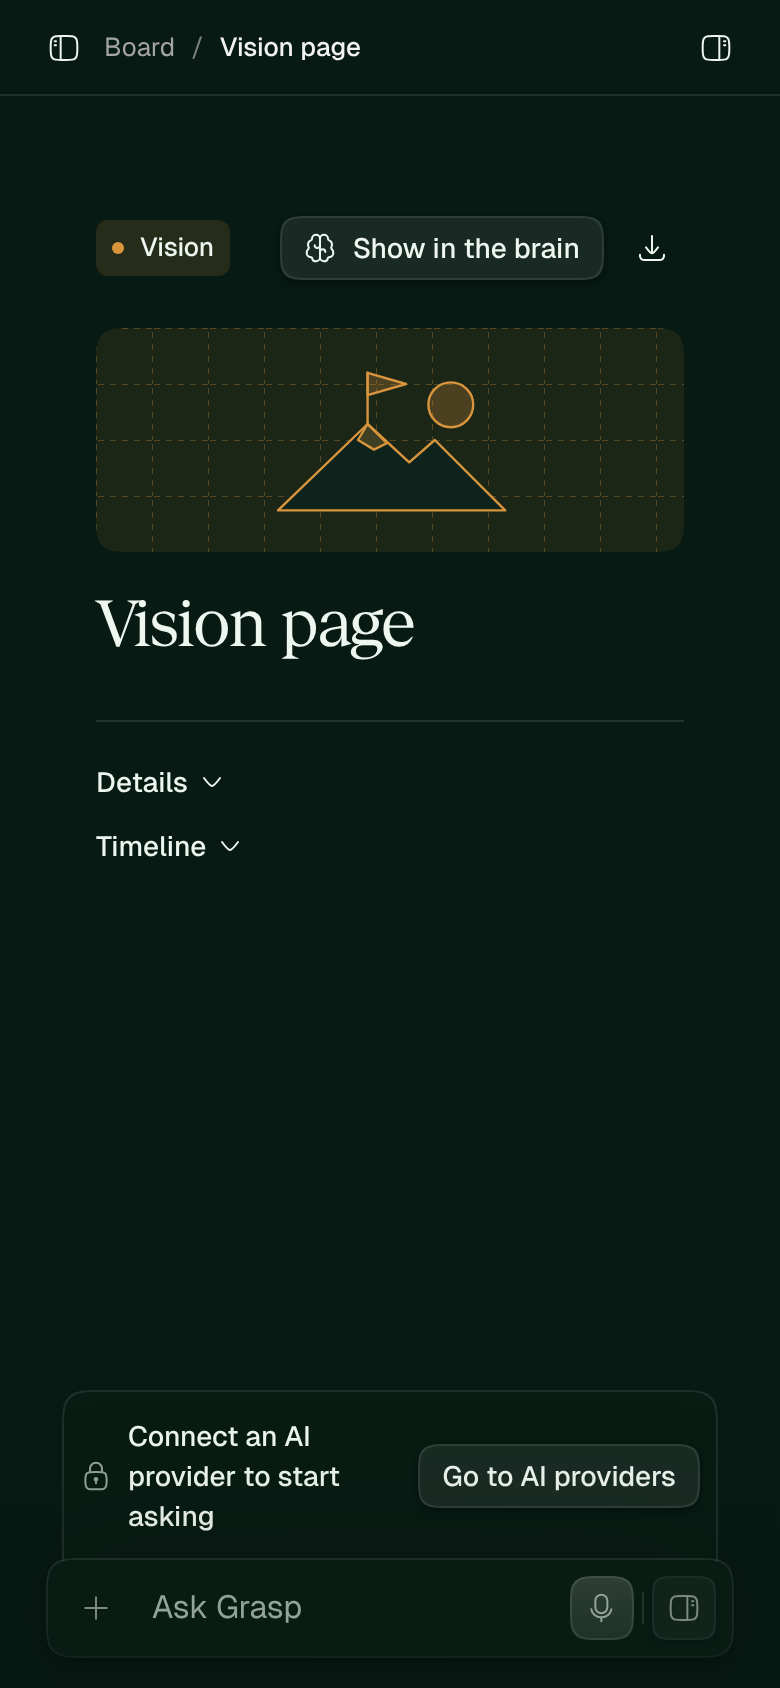 Board / Vision page
Vision
Show in the brain
Vision page
Details
Timeline
Connect an AI
provider to start
asking
Go to AI providers
Ask Grasp